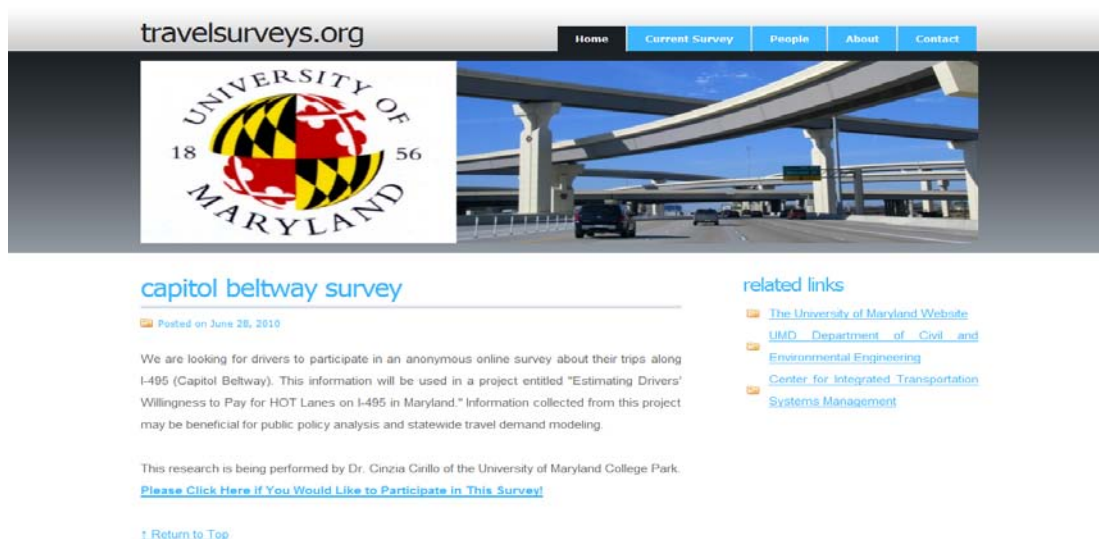 travelsurveys.org
Home
Current Survey
People
About
Contact
UNIVERSITY OF
18 56
MARYLAND
capitol beltway survey
Posted on June 28, 2010
We are looking for drivers to participate in an anonymous online survey about their trips along
I-495 (Capitol Beltway). This information will be used in a project entitled "Estimating Drivers'
Willingness to Pay for HOT Lanes on I-495 in Maryland." Information collected from this project
may be beneficial for public policy analysis and statewide travel demand modeling.
This research is being performed by Dr. Cinzia Cirillo of the University of Maryland College Park.
Please Click Here if You Would Like to Participate in This Survey!
↑ Return to Top
related links
The University of Maryland Website
UMD Department of Civil and
Environmental Engineering
Center for Integrated Transportation
Systems Management